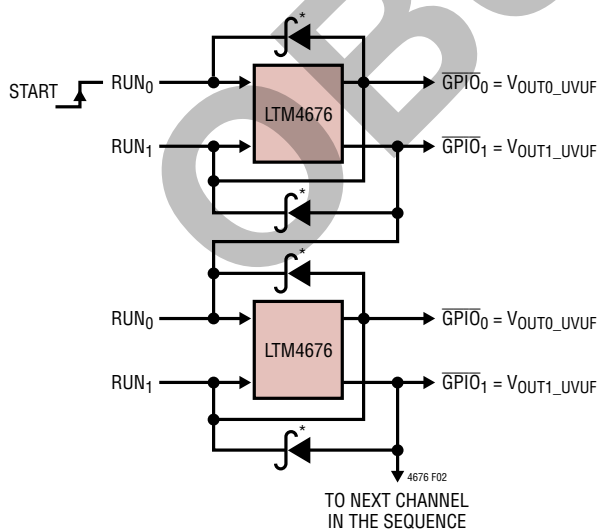 *
START
RUN0
LTM4676
GPIO0 = VOUT0_UVUF
RUN1
GPIO1 = VOUT1_UVUF
*
*
RUN0
LTM4676
GPIO0 = VOUT0_UVUF
RUN1
GPIO1 = VOUT1_UVUF
*
4676 F02
TO NEXT CHANNEL
IN THE SEQUENCE